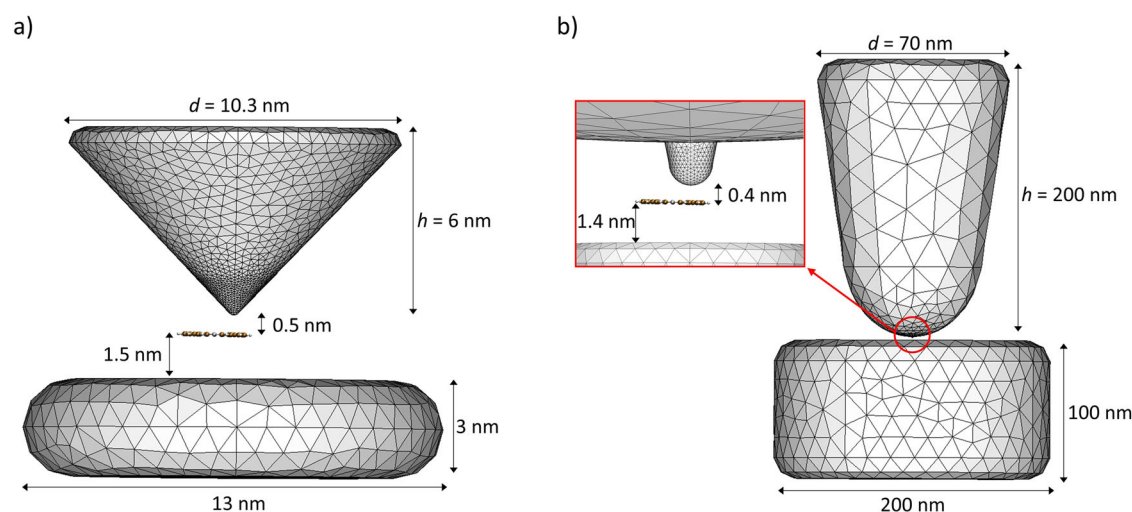 a)
d = 10.3 nm
h = 6 nm
0.5 nm
1.5 nm
3 nm
13 nm
b)
d = 70 nm
0.4 nm
1.4 nm
h = 200 nm
100 nm
200 nm